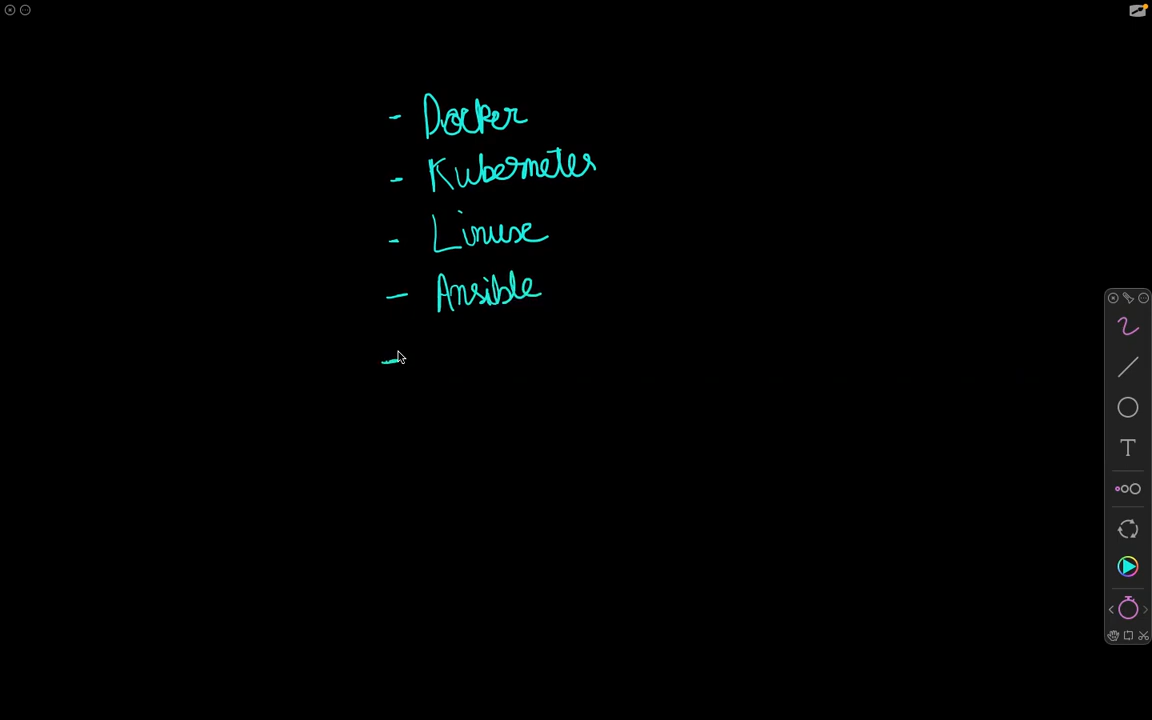 - Docker
- Kubernetes
- Linux
- Ansible
-
T